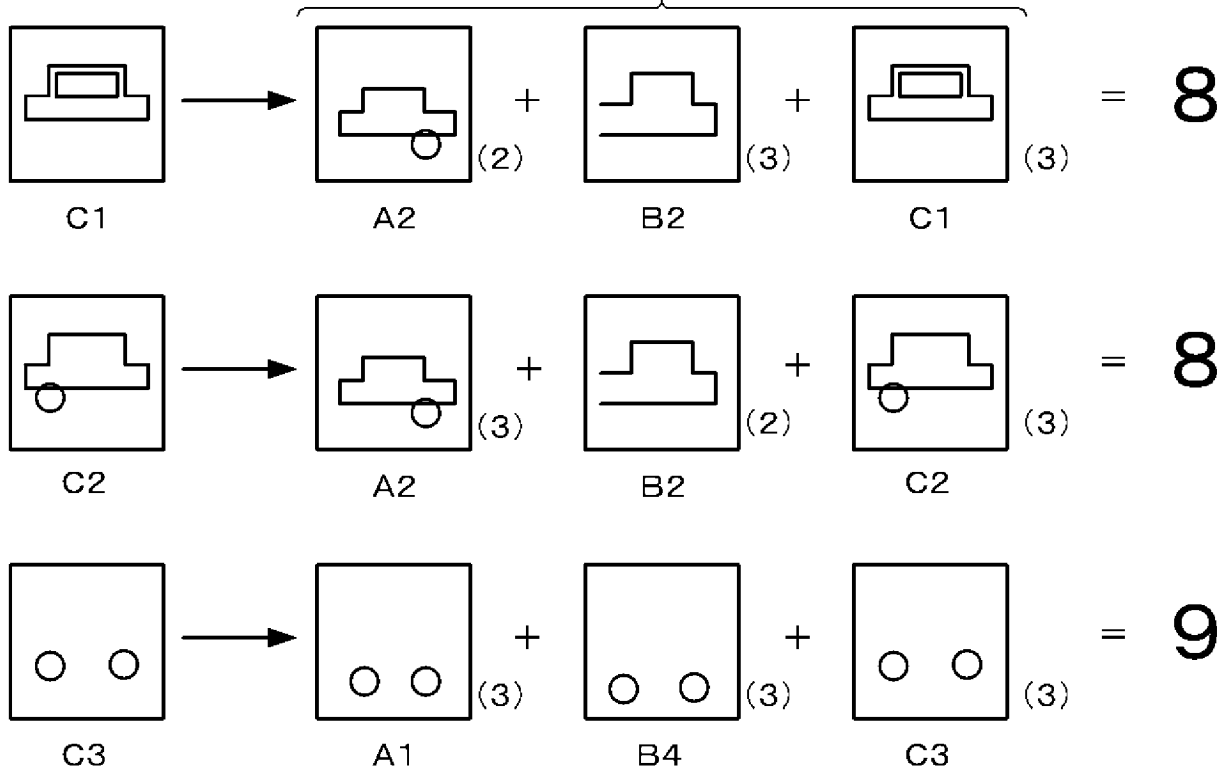 + + = 8
(2) (3) (3)
C1 A2 B2 C1
+ + = 8
(3) (2) (3)
C2 A2 B2 C2
+ + = 9
(3) (3) (3)
C3 A1 B4 C3